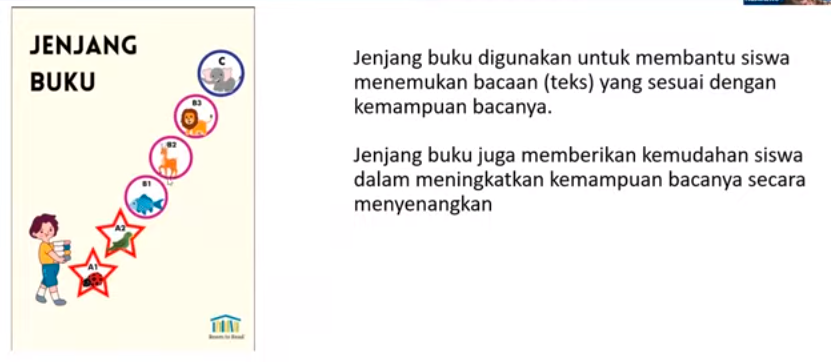 JENJANG
BUKU
C
B3
B2
B1
A2
A1
Room to Read
Jenjang buku digunakan untuk membantu siswa
menemukan bacaan (teks) yang sesuai dengan
kemampuan bacanya.
Jenjang buku juga memberikan kemudahan siswa
dalam meningkatkan kemampuan bacanya secara
menyenangkan